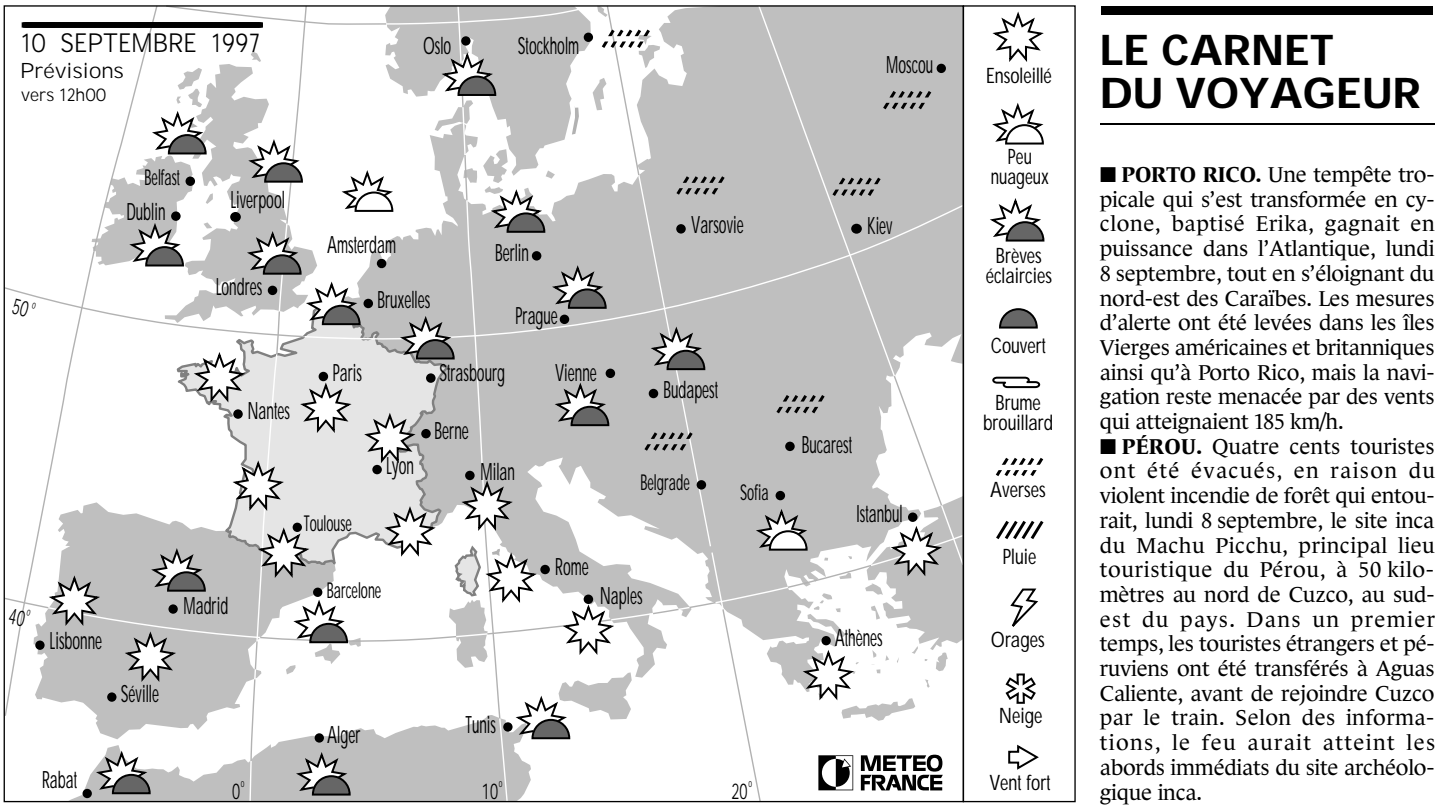 10 SEPTEMBRE 1997
Prévisions
vers 12h00
Oslo
Stockholm
Moscou
Belfast
Liverpool
Dublin
Amsterdam
Varsovie
Kiev
Berlin
Londres
Bruxelles
50°
Prague
Paris
Strasbourg
Vienne
Budapest
Nantes
Berne
Bucarest
Lyon
Milan
Belgrade
Sofia
Istanbul
Toulouse
Rome
Barcelone
Naples
Madrid
40°
Lisbonne
Athènes
Séville
Tunis
Alger
Rabat
0°
10°
20°
METEO
FRANCE
Ensoleillé
Peu
nuageux
Brèves
éclaircies
Couvert
Brume
brouillard
Averses
Pluie
Orages
Neige
Vent fort
LE CARNET
DU VOYAGEUR
■ PORTO RICO. Une tempête tro-
picale qui s'est transformée en cy-
clone, baptisé Erika, gagnait en
puissance dans l'Atlantique, lundi
8 septembre, tout en s'éloignant du
nord-est des Caraïbes. Les mesures
d'alerte ont été levées dans les îles
Vierges américaines et britanniques
ainsi qu'à Porto Rico, mais la navi-
gation reste menacée par des vents
qui atteignaient 185 km/h.
■ PÉROU. Quatre cents touristes
ont été évacués, en raison du
violent incendie de forêt qui entou-
rait, lundi 8 septembre, le site inca
du Machu Picchu, principal lieu
touristique du Pérou, à 50 kilo-
mètres au nord de Cuzco, au sud-
est du pays. Dans un premier
temps, les touristes étrangers et pé-
ruviens ont été transférés à Aguas
Caliente, avant de rejoindre Cuzco
par le train. Selon des informa-
tions, le feu aurait atteint les
abords immédiats du site archéolo-
gique inca.